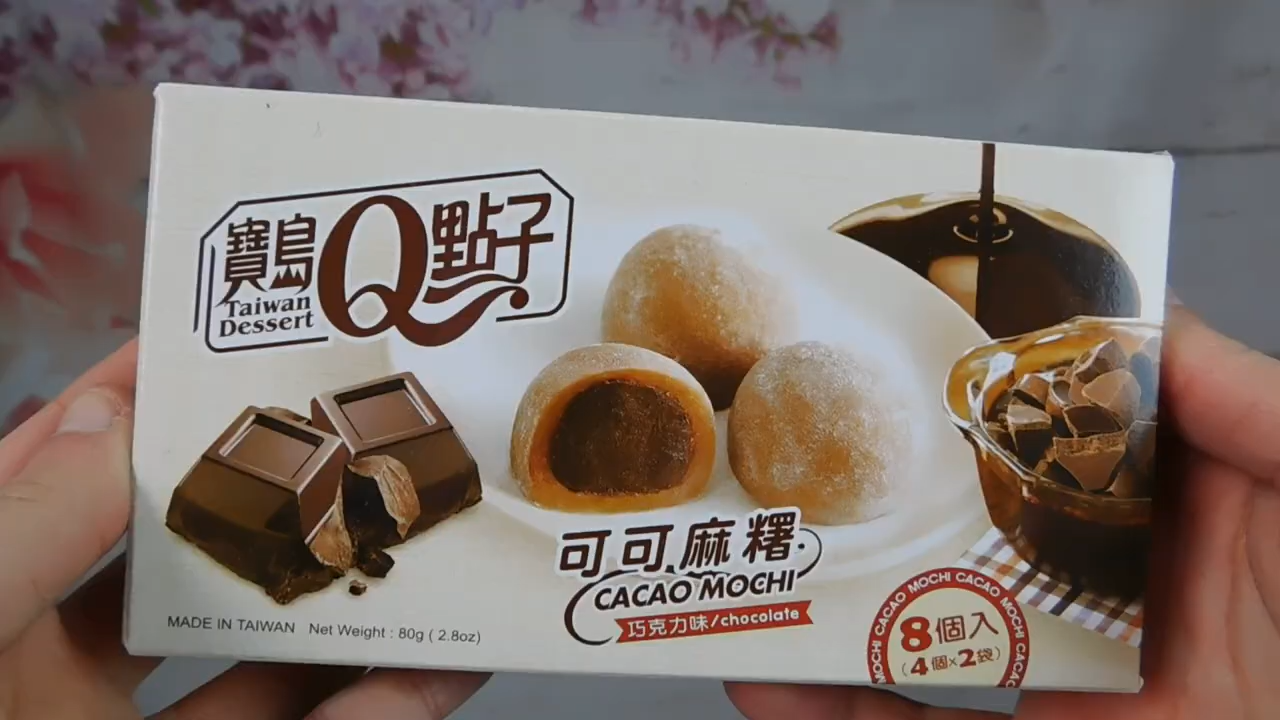 寶島Q點子
Taiwan
Dessert
可可麻糬
CACAO MOCHI
巧克力味/chocolate
MADE IN TAIWAN Net Weight : 80g ( 2.8oz)
MOCHI CACAO MOCHI CACAO MOCHI CACAO
8個入
(4個×2袋)